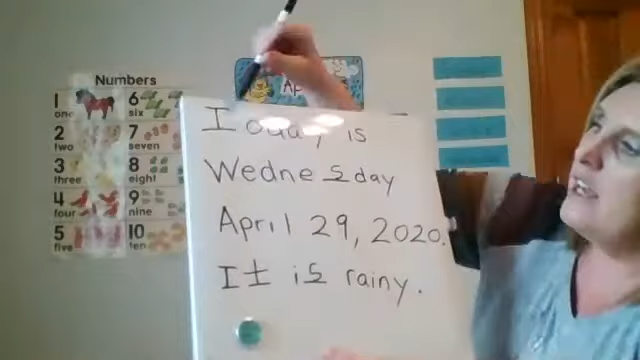 Numbers
1 one
6 six
2 two
7 seven
3 three
8 eight
4 four
9 nine
5 five
10 ten
Ap
is
Wednesday
April 29, 2020.
It is rainy.